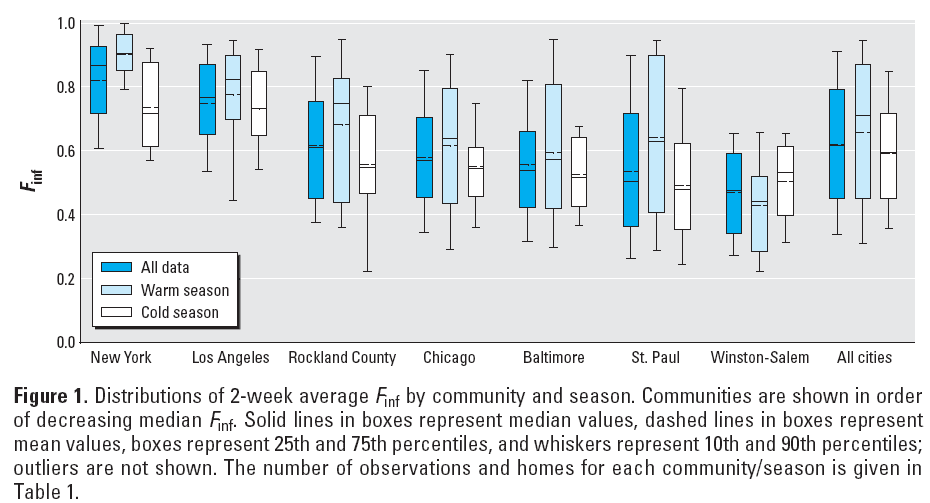 1.0
0.8
0.6
0.4
0.2
0.0
Finf
All data
Warm season
Cold season
New York Los Angeles Rockland County Chicago Baltimore St. Paul Winston-Salem All cities
Figure 1. Distributions of 2-week average Finf by community and season. Communities are shown in order
of decreasing median Finf. Solid lines in boxes represent median values, dashed lines in boxes represent
mean values, boxes represent 25th and 75th percentiles, and whiskers represent 10th and 90th percentiles;
outliers are not shown. The number of observations and homes for each community/season is given in
Table 1.